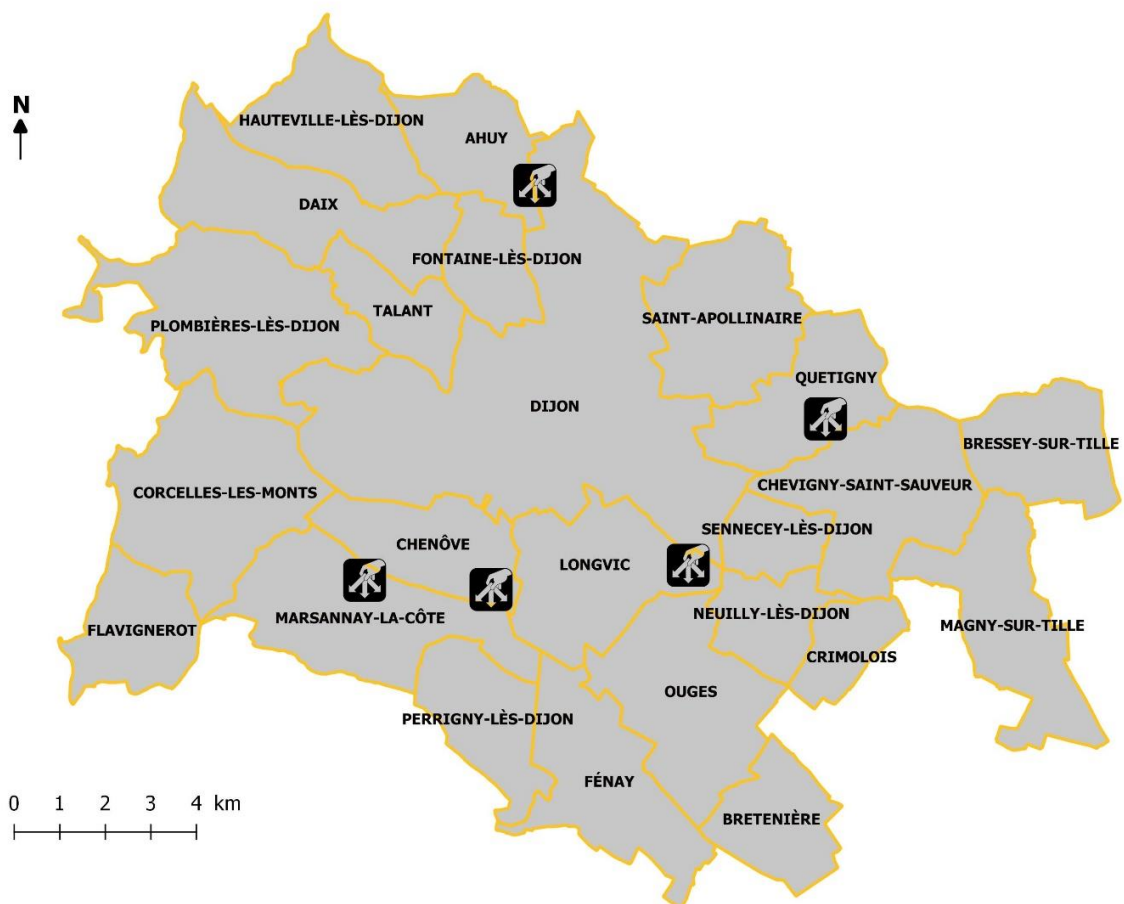 N
HAUTEVILLE-LÈS-DIJON
AHUY
DAIX
FONTAINE-LÈS-DIJON
TALANT
SAINT-APOLLINAIRE
PLOMBIÈRES-LÈS-DIJON
QUETIGNY
DIJON
BRESSEY-SUR-TILLE
CHEVIGNY-SAINT-SAUVEUR
CORCELLES-LES-MONTS
SENNECEY-LÈS-DIJON
CHENÔVE
LONGVIC
NEUILLY-LÈS-DIJON
MARSANNAY-LA-CÔTE
MAGNY-SUR-TILLE
FLAVIGNEROT
CRIMOLOIS
OUGES
PERRIGNY-LÈS-DIJON
FÉNAY
0 1 2 3 4 km
BRETENIÈRE